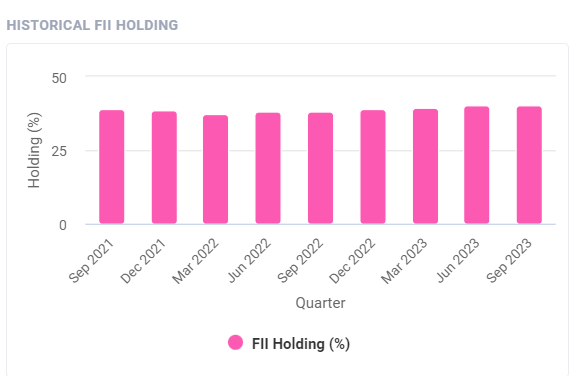 HISTORICAL FII HOLDING
50
25
0
Holding (%)
Sep 2021
Dec 2021
Mar 2022
Jun 2022
Sep 2022
Dec 2022
Mar 2023
Jun 2023
Sep 2023
Quarter
FII Holding (%)